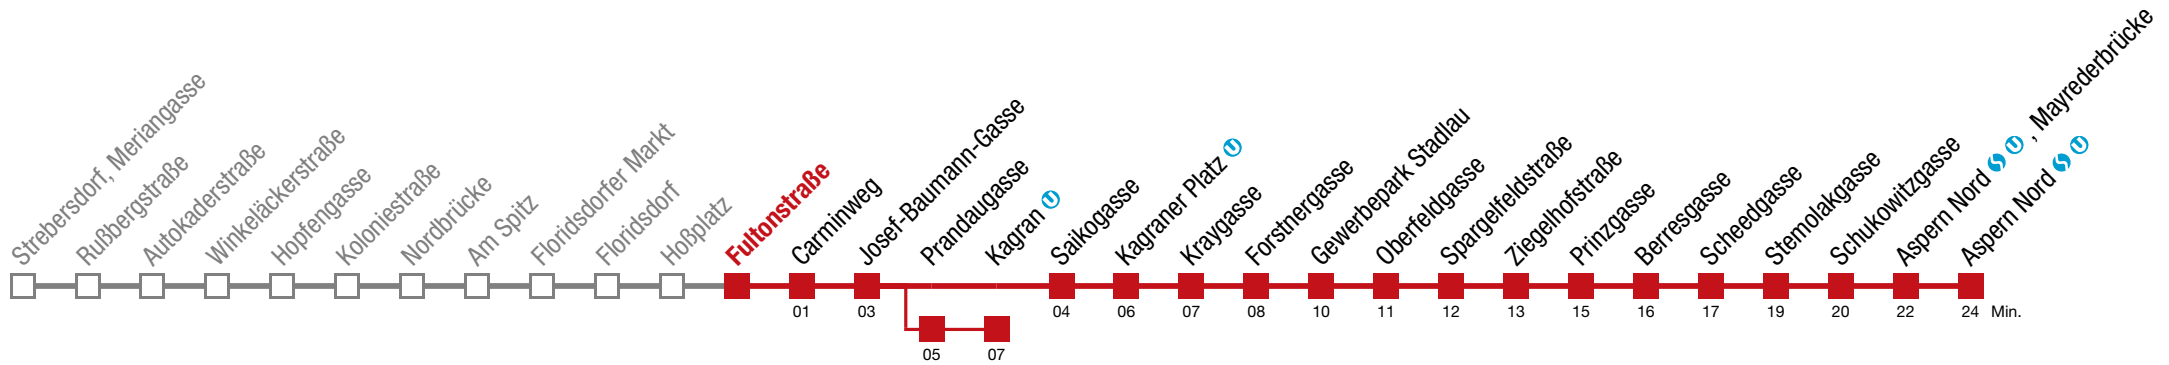 Strebersdorf, Meriangasse
Rußbergstraße
Autokaderstraße
Winkeläckerstraße
Hopfengasse
Koloniestraße
Nordbrücke
Am Spitz
Floridsdorfer Markt
Floridsdorf
Hoßplatz
Fultonstraße
Carminweg
Josef-Baumann-Gasse
Prandaugasse
Kagran U
Saikogasse
Kagraner Platz U
Kraygasse
Forstnergasse
Gewerbepark Stadlau
Oberfeldgasse
Spargelfeldstraße
Ziegelhofstraße
Prinzgasse
Berresgasse
Scheedgasse
Stemolakgasse
Schukowitzgasse
Aspern Nord S U , Mayrederbrücke
Aspern Nord S U
01 03 04 06 07 08 10 11 12 13 15 16 17 19 20 22 24 Min.
05 07